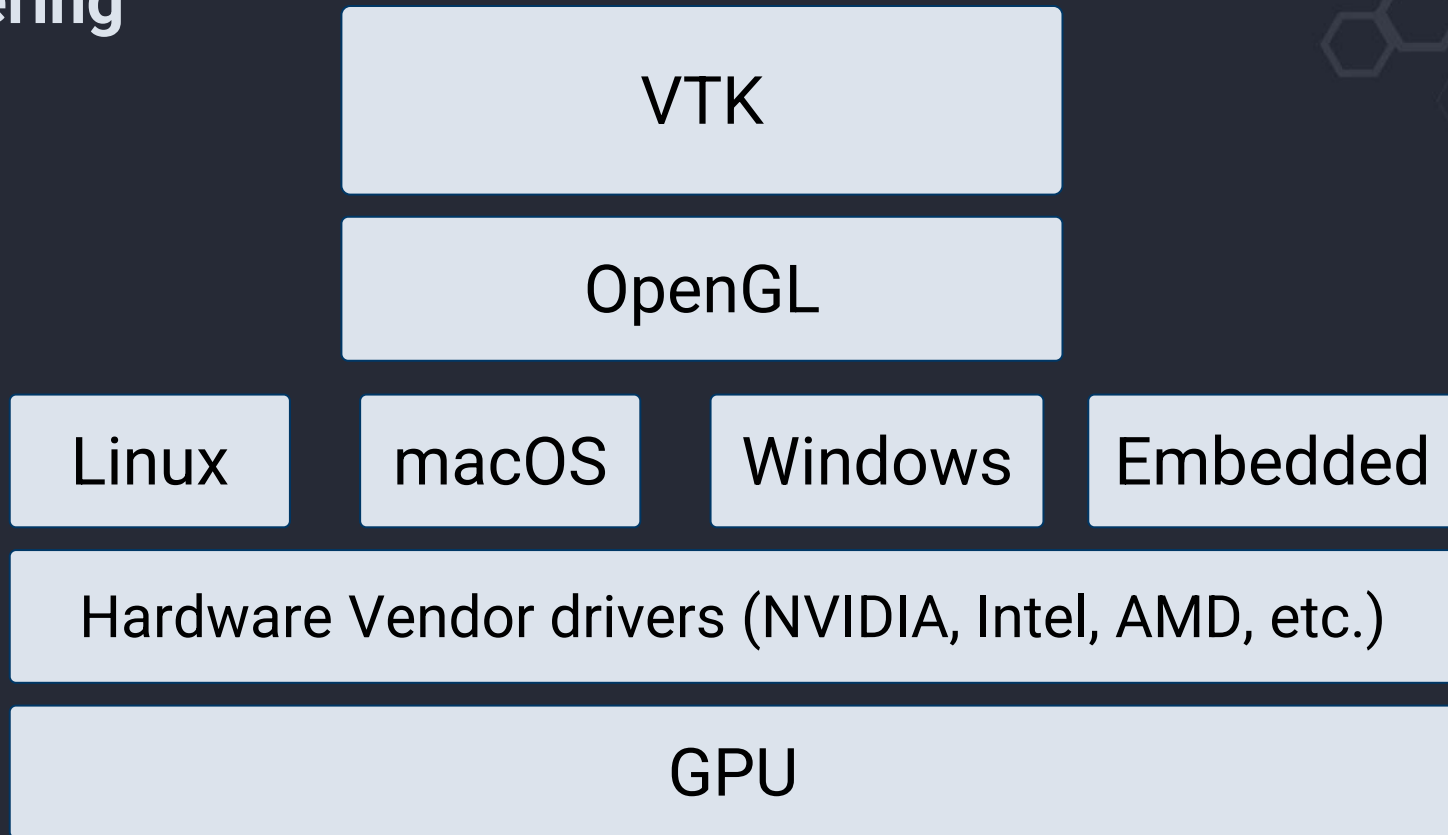 VTK
OpenGL
Linux macOS Windows Embedded
Hardware Vendor drivers (NVIDIA, Intel, AMD, etc.)
GPU